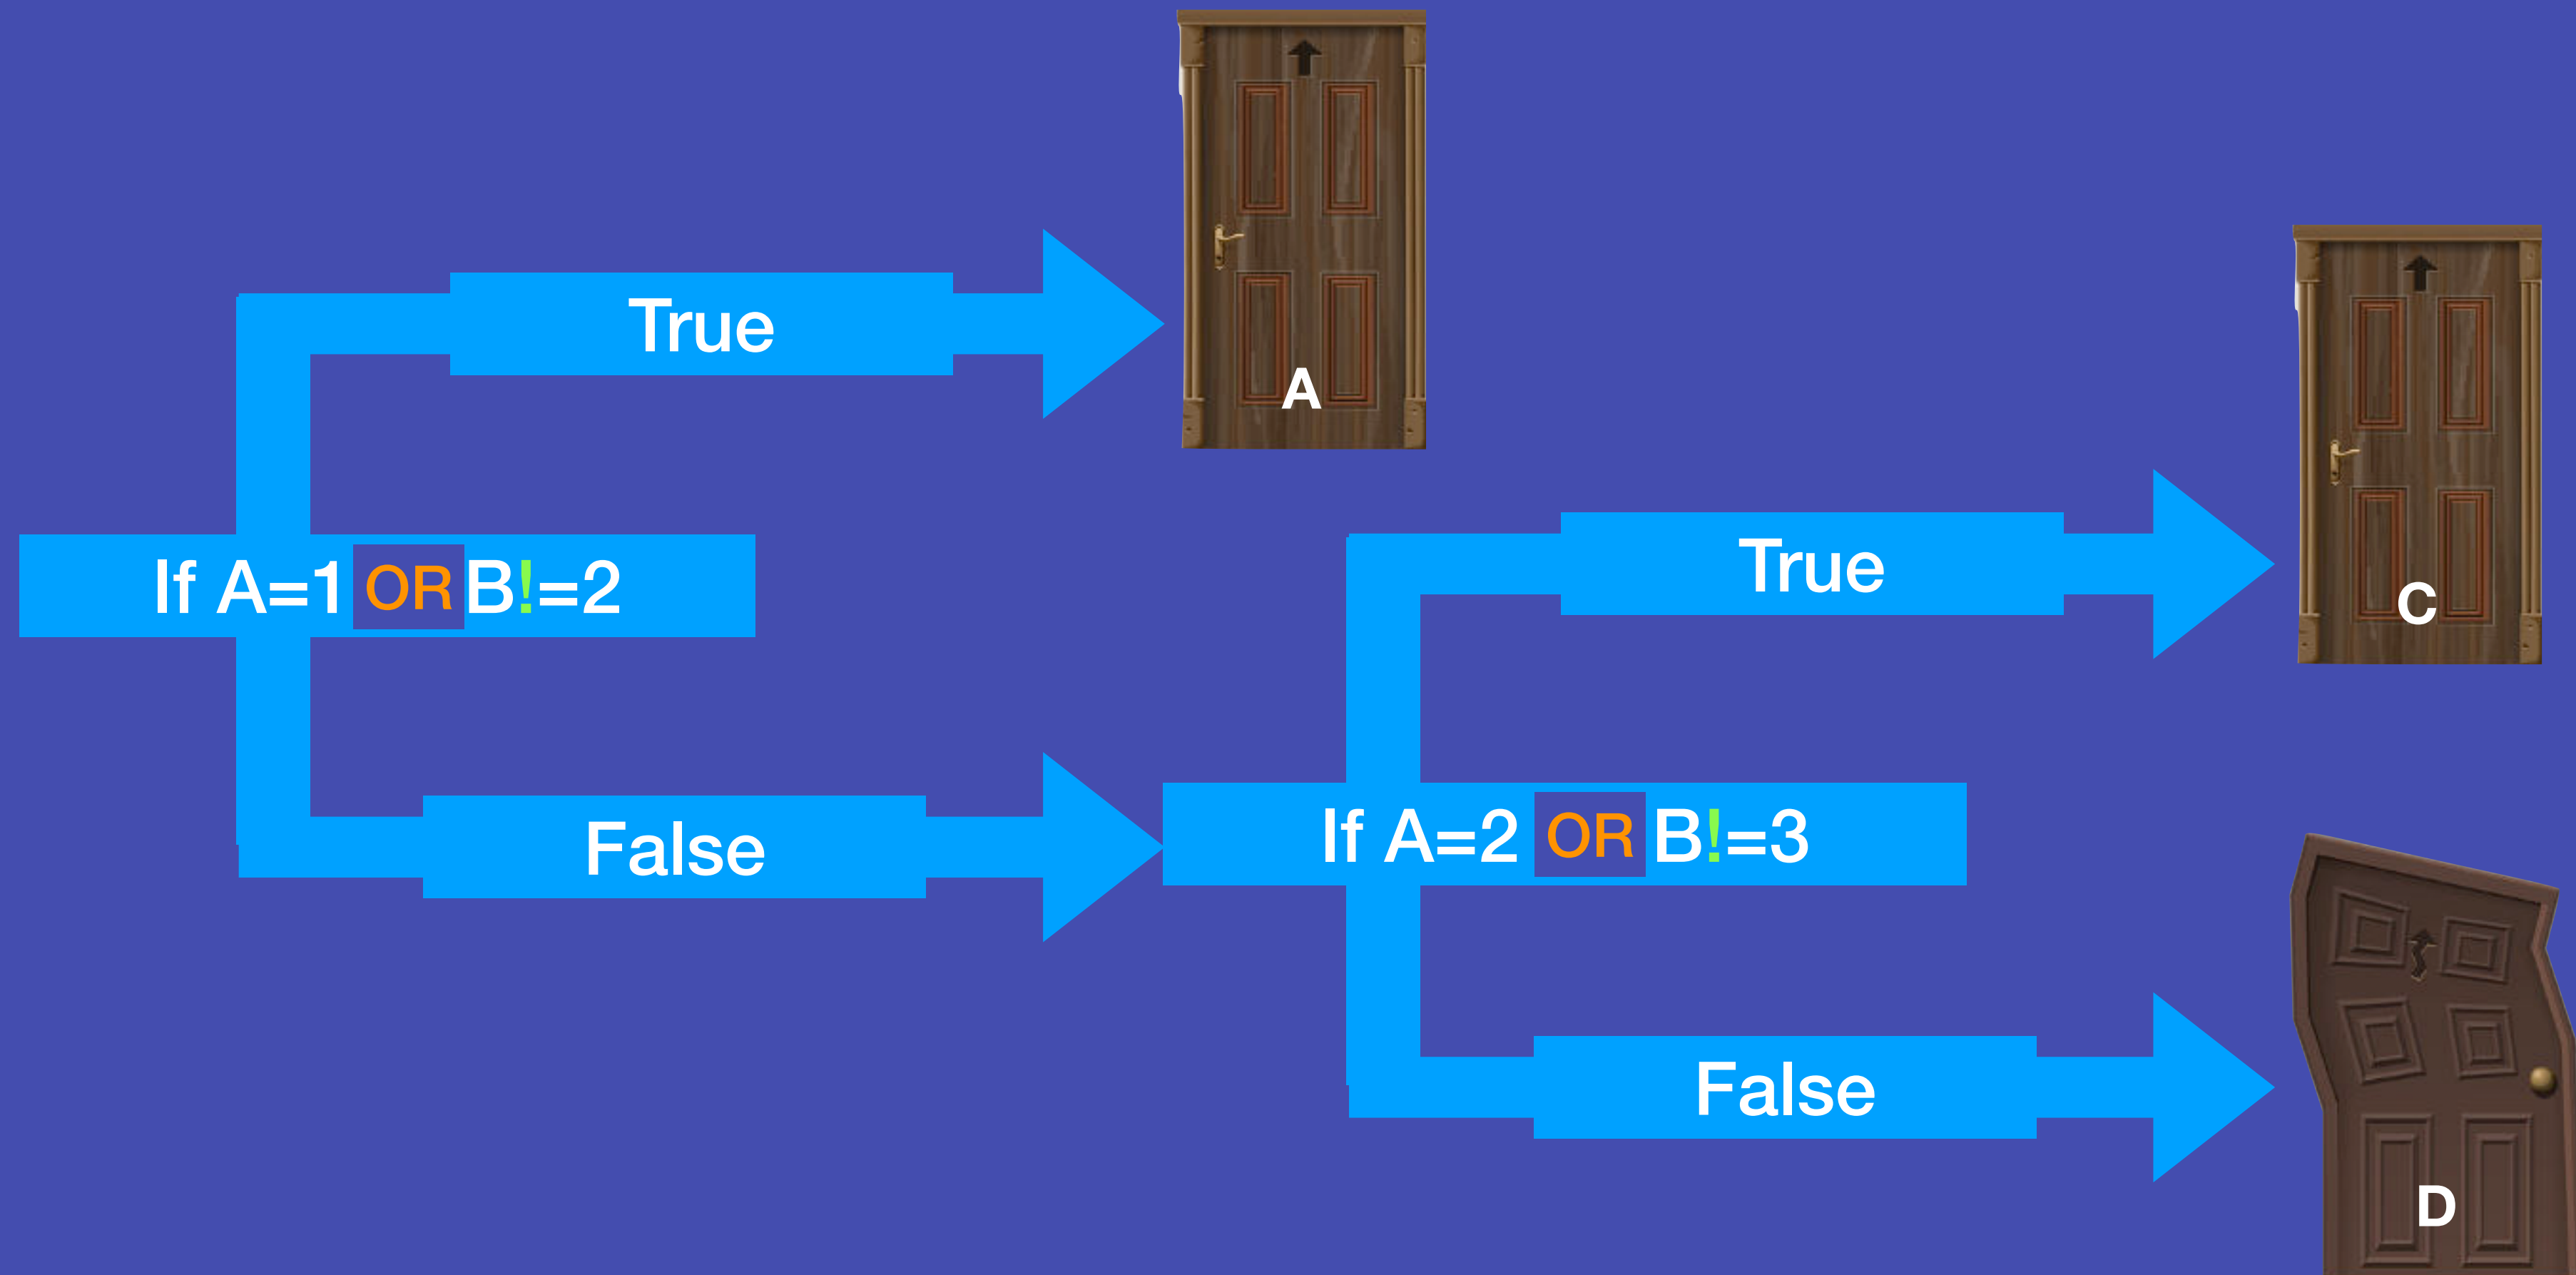 A
True
C
True
If A=1 OR B!=2
If A=2 OR B!=3
False
False
D